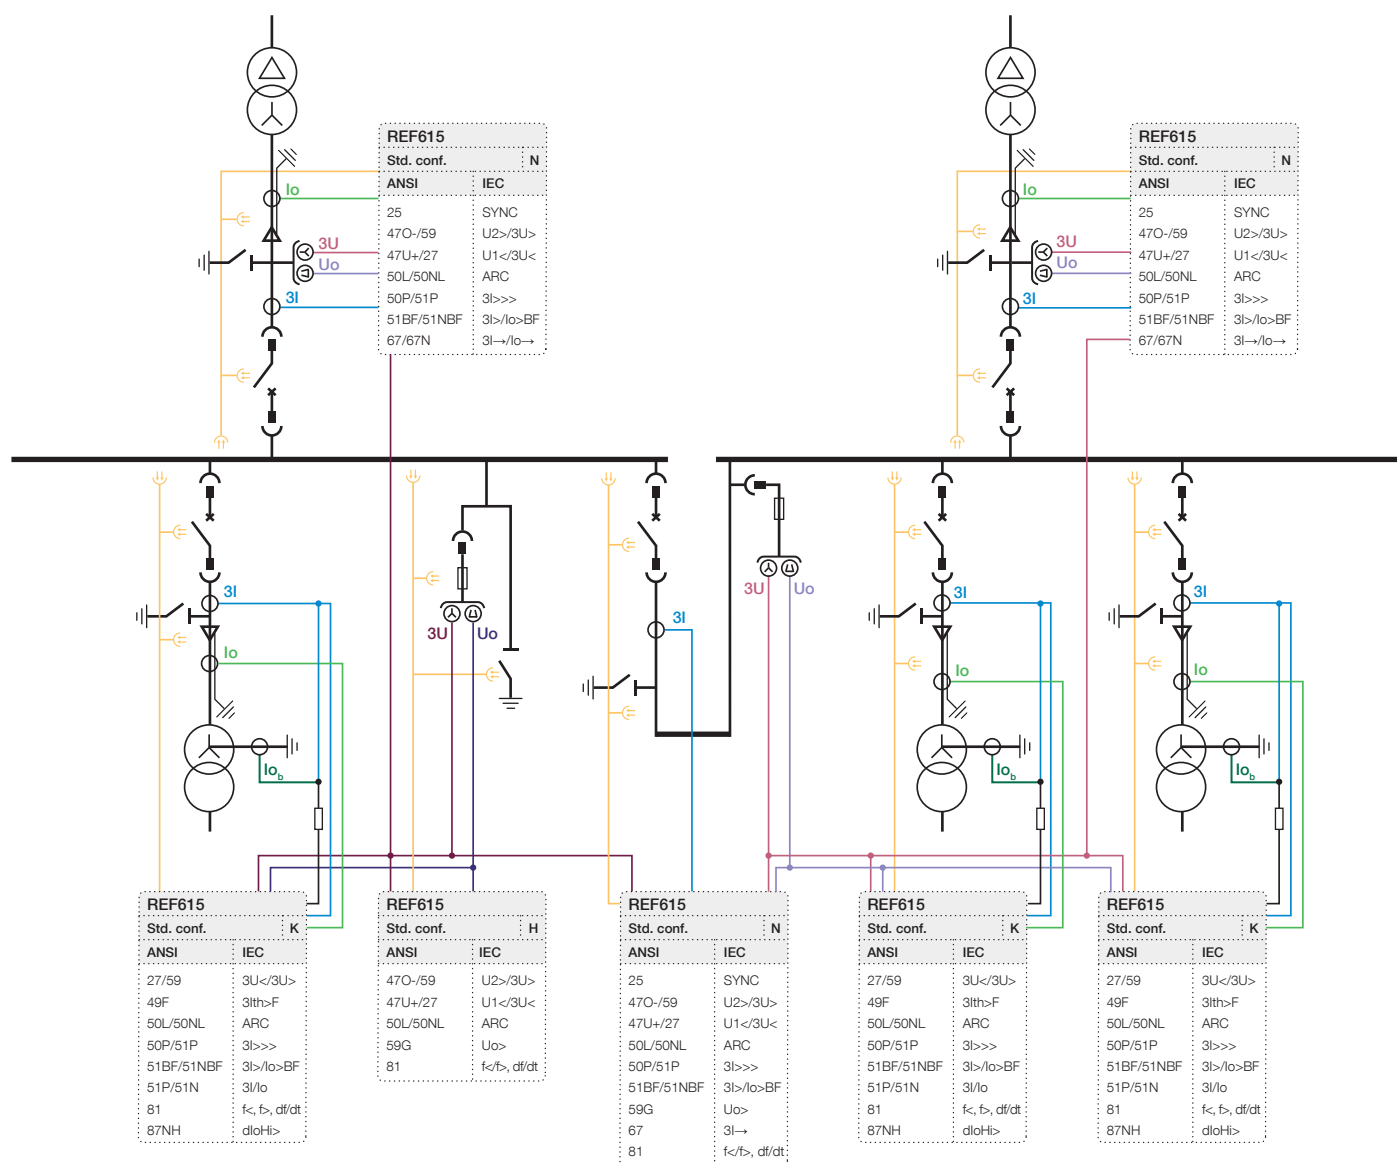 REF615
Std. conf. N
ANSI IEC
25 SYNC
47O-/59 U2>/3U>
47U+/27 U1</3U<
50L/50NL ARC
50P/51P 3I>>>
51BF/51NBF 3I>/Io>BF
67/67N 3I→/Io→
Io
3U
Uo
3I
REF615
Std. conf. N
ANSI IEC
25 SYNC
47O-/59 U2>/3U>
47U+/27 U1</3U<
50L/50NL ARC
50P/51P 3I>>>
51BF/51NBF 3I>/Io>BF
67/67N 3I→/Io→
Io
3U
Uo
3I
3I
Io
Iob
3U Uo
3I
3U Uo
3I
Io
Iob
3I
Io
Iob
REF615
Std. conf. K
ANSI IEC
27/59 3U</3U>
49F 3Ith>F
50L/50NL ARC
50P/51P 3I>>>
51BF/51NBF 3I>/Io>BF
51P/51N 3I/Io
81 f<, f>, df/dt
87NH dIoHi>
REF615
Std. conf. H
ANSI IEC
47O-/59 U2>/3U>
47U+/27 U1</3U<
50L/50NL ARC
59G Uo>
81 f</f>, df/dt
REF615
Std. conf. N
ANSI IEC
25 SYNC
47O-/59 U2>/3U>
47U+/27 U1</3U<
50L/50NL ARC
50P/51P 3I>>>
51BF/51NBF 3I>/Io>BF
59G Uo>
67 3I→
81 f</f>, df/dt
REF615
Std. conf. K
ANSI IEC
27/59 3U</3U>
49F 3Ith>F
50L/50NL ARC
50P/51P 3I>>>
51BF/51NBF 3I>/Io>BF
51P/51N 3I/Io
81 f<, f>, df/dt
87NH dIoHi>
REF615
Std. conf. K
ANSI IEC
27/59 3U</3U>
49F 3Ith>F
50L/50NL ARC
50P/51P 3I>>>
51BF/51NBF 3I>/Io>BF
51P/51N 3I/Io
81 f<, f>, df/dt
87NH dIoHi>